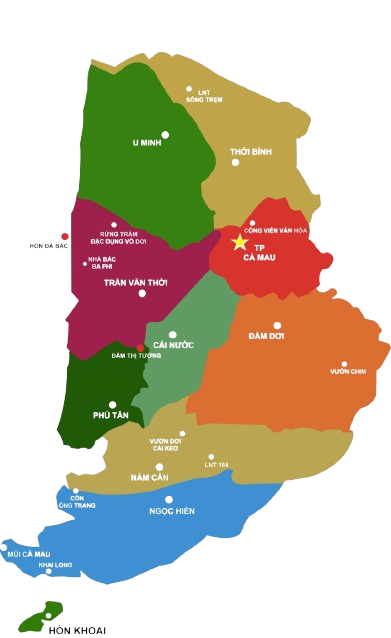 LNT
SÔNG TRẸM
U MINH
THỚI BÌNH
RỪNG TRÀM
ĐẶC DỤNG VỒ DƠI
CÔNG VIÊN VĂN HÓA
HÒN ĐÁ BẠC
TP
CÀ MAU
NHÀ BÁC
BA PHI
TRẦN VĂN THỜI
CÁI NƯỚC
ĐẦM DƠI
ĐẦM THỊ TƯỜNG
VƯỜN CHIM
PHÚ TÂN
VƯỜN DƠI
CÁI KEO
LNT 184
NĂM CĂN
CỒN
ÔNG TRANG
NGỌC HIỂN
MŨI CÀ MAU
KHAI LONG
HÒN KHOAI